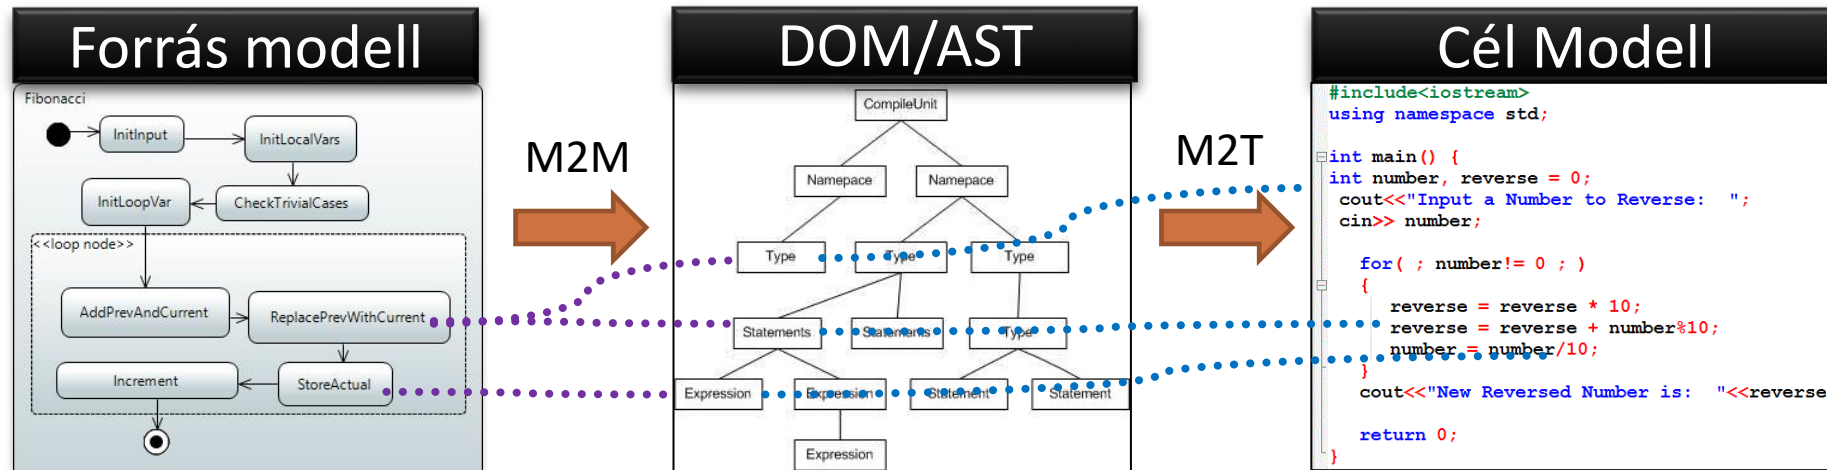 Forrás modell
Fibonacci
InitInput
InitLocalVars
InitLoopVar
CheckTrivialCases
<<loop node>>
AddPrevAndCurrent
ReplacePrevWithCurrent
Increment
StoreActual
M2M
DOM/AST
CompileUnit
Namepace
Namepace
Type
Type
Type
Statements
Statements
Type
Expression
Expression
Statement
Statement
Expression
M2T
Cél Modell
#include<iostream>
using namespace std;
int main() {
int number, reverse = 0;
cout<<"Input a Number to Reverse:  ";
cin>> number;
for( ; number!= 0 ; )
{
reverse = reverse * 10;
reverse = reverse + number%10;
number = number/10;
}
cout<<"New Reversed Number is:  "<<reverse
return 0;
}